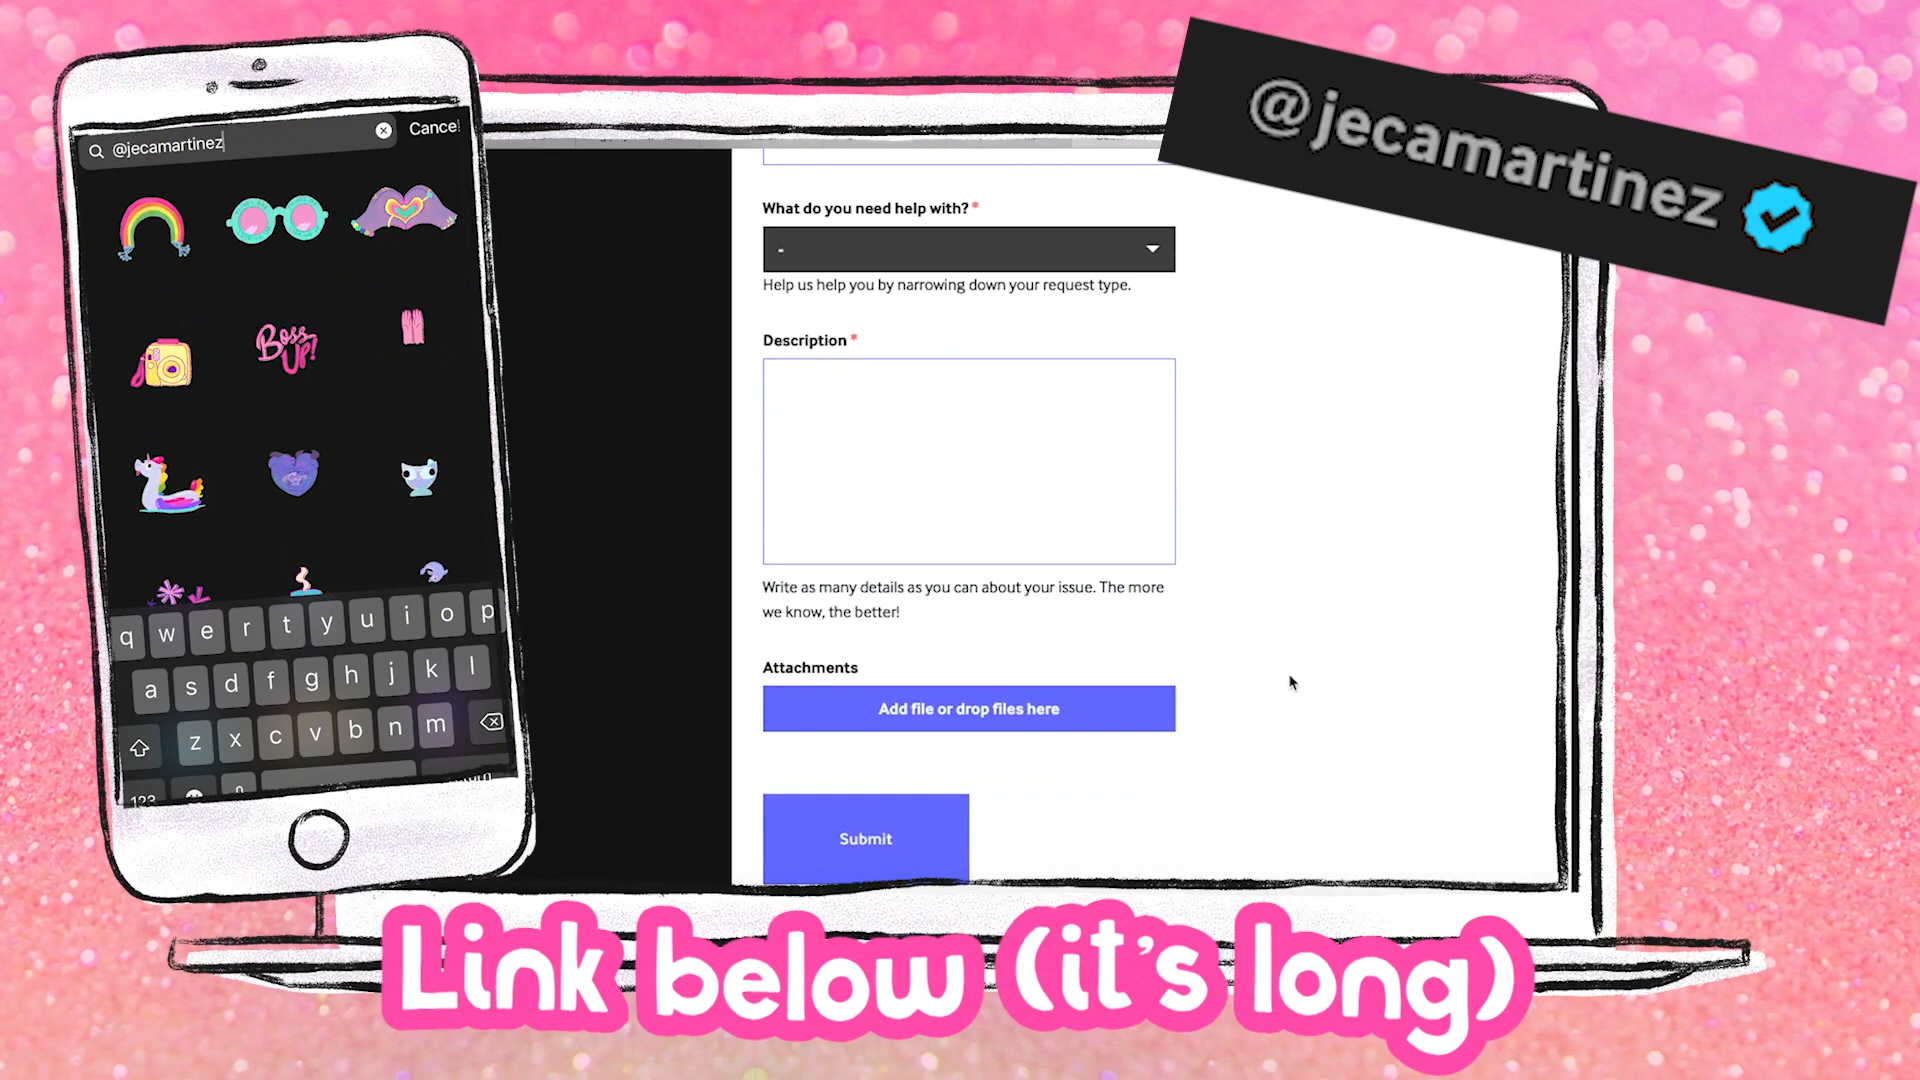 @jecamartinez
Cancel
q w e r t y u i o p
a s d f g h j k l
z x c v b n m
123
Boss
UP!
What do you need help with? *
-
Help us help you by narrowing down your request type.
Description *
Write as many details as you can about your issue. The more
we know, the better!
Attachments
Add file or drop files here
Submit
@jecamartinez
Link below (it's long)